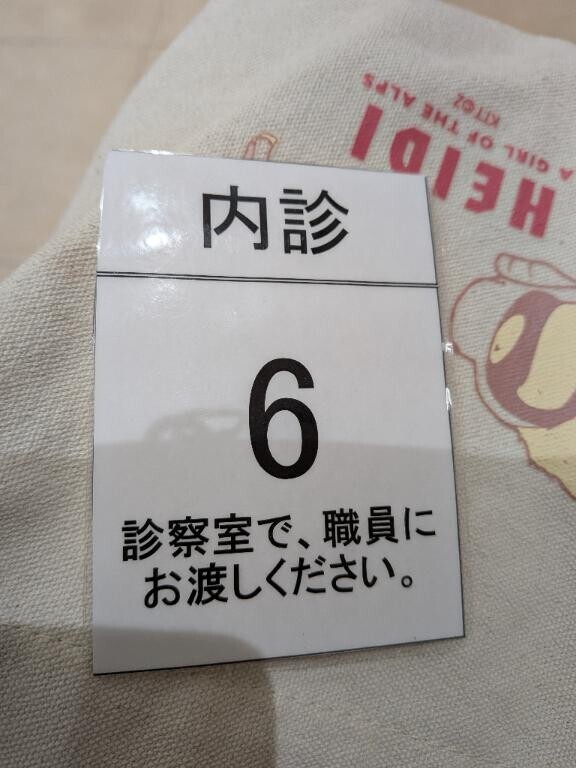 内診
6
診察室で、職員に
お渡しください。
HEIDI
A GIRL OF THE ALPS